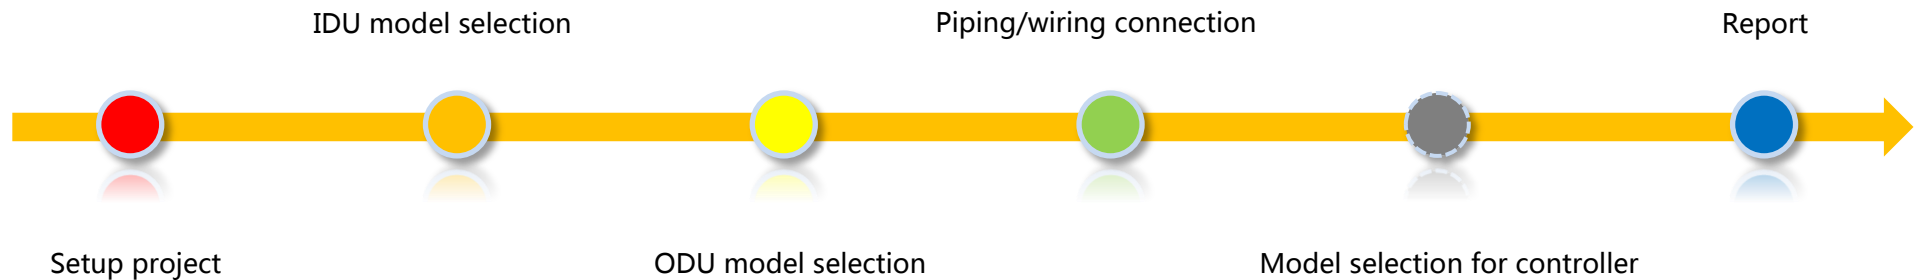 IDU model selection
Piping/wiring connection
Report
Setup project
ODU model selection
Model selection for controller